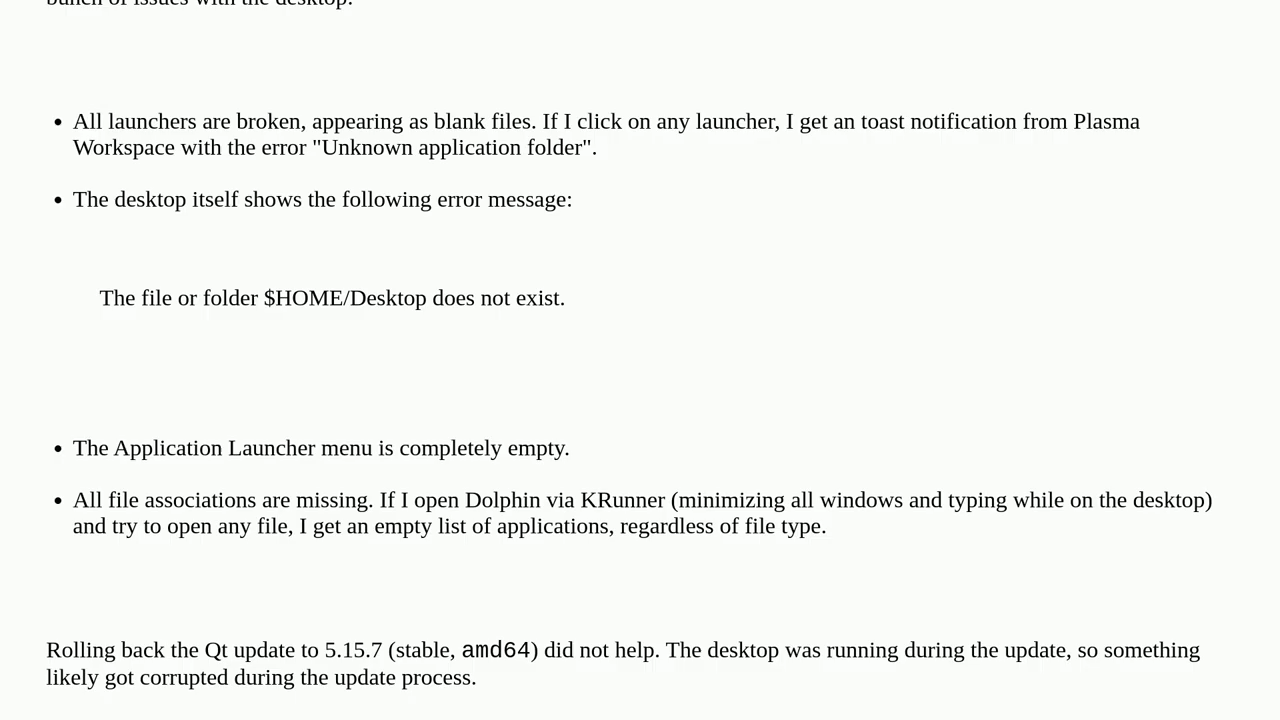 bunch of issues with the desktop.
• All launchers are broken, appearing as blank files. If I click on any launcher, I get an toast notification from Plasma
Workspace with the error "Unknown application folder".
• The desktop itself shows the following error message:
The file or folder $HOME/Desktop does not exist.
• The Application Launcher menu is completely empty.
• All file associations are missing. If I open Dolphin via KRunner (minimizing all windows and typing while on the desktop)
and try to open any file, I get an empty list of applications, regardless of file type.
Rolling back the Qt update to 5.15.7 (stable, amd64) did not help. The desktop was running during the update, so something
likely got corrupted during the update process.